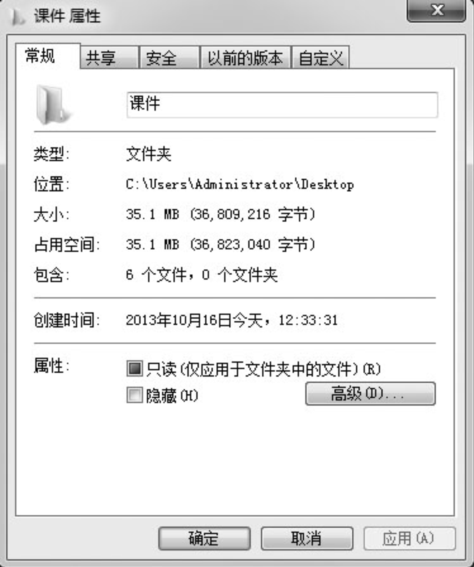 课件 属性
常规 共享 安全 以前的版本 自定义
课件
类型: 文件夹
位置: C:\Users\Administrator\Desktop
大小: 35.1 MB (36,809,216 字节)
占用空间: 35.1 MB (36,823,040 字节)
包含: 6 个文件，0 个文件夹
创建时间: 2013年10月16日今天，12:33:31
属性: 只读(仅应用于文件夹中的文件)(R)
隐藏(H) 高级(D)...
确定 取消 应用(A)